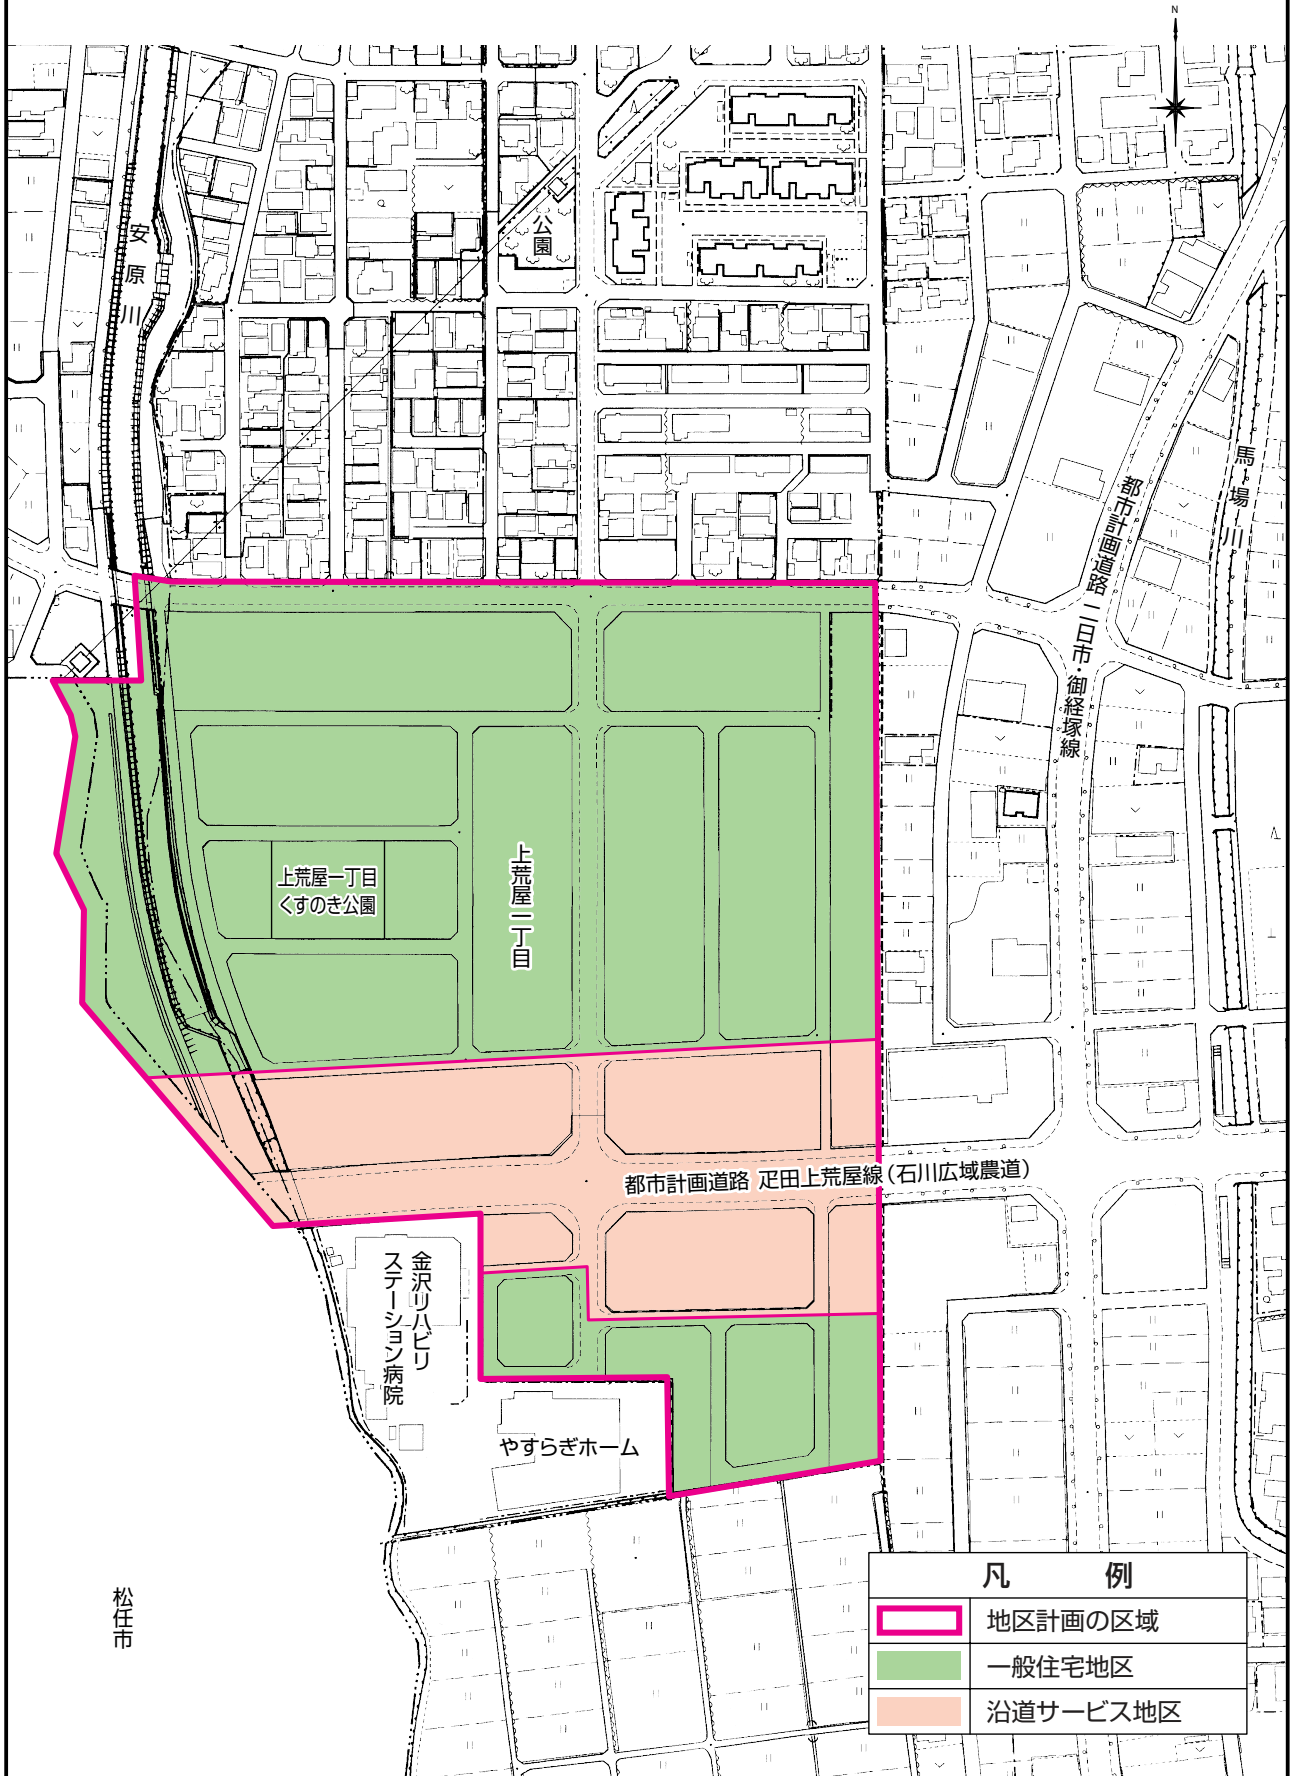 N
公園
安原川
馬場川
都市計画道路 二日市・御経塚線
上荒屋一丁目
くすのき公園
上荒屋一丁目
都市計画道路 疋田上荒屋線(石川広域農道)
金沢リハビリ
ステーション病院
やすらぎホーム
松任市
凡 例
地区計画の区域
一般住宅地区
沿道サービス地区